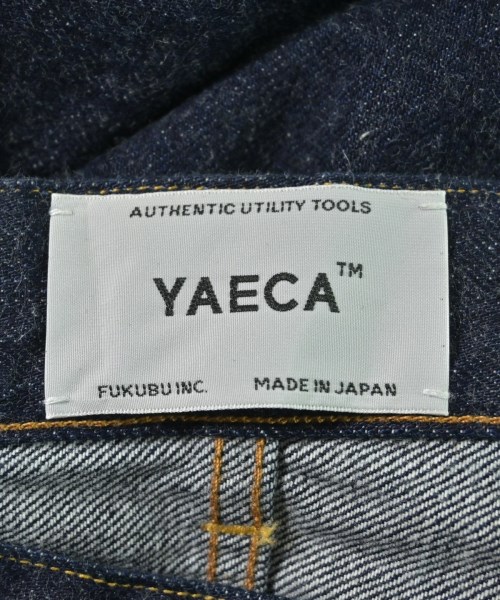 AUTHENTIC UTILITY TOOLS
YAECA™
FUKUBU INC. MADE IN JAPAN